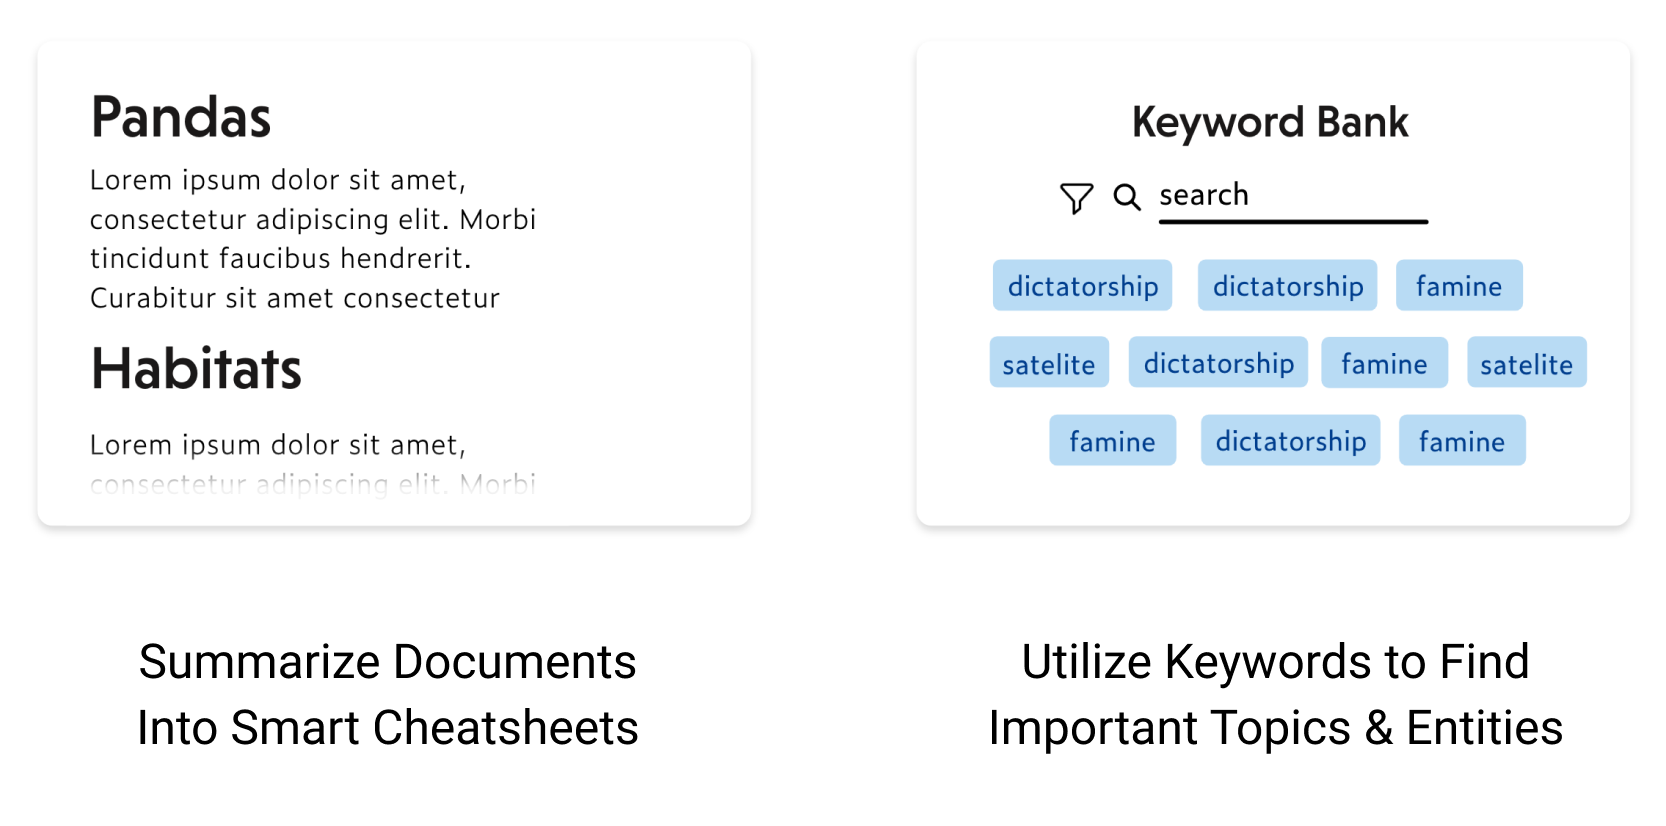 Pandas
Lorem ipsum dolor sit amet,
consectetur adipiscing elit. Morbi
tincidunt faucibus hendrerit.
Curabitur sit amet consectetur
Habitats
Lorem ipsum dolor sit amet,
consectetur adipiscing elit. Morbi
Summarize Documents
Into Smart Cheatsheets
Keyword Bank
search
dictatorship dictatorship famine
satelite dictatorship famine satelite
famine dictatorship famine
Utilize Keywords to Find
Important Topics & Entities